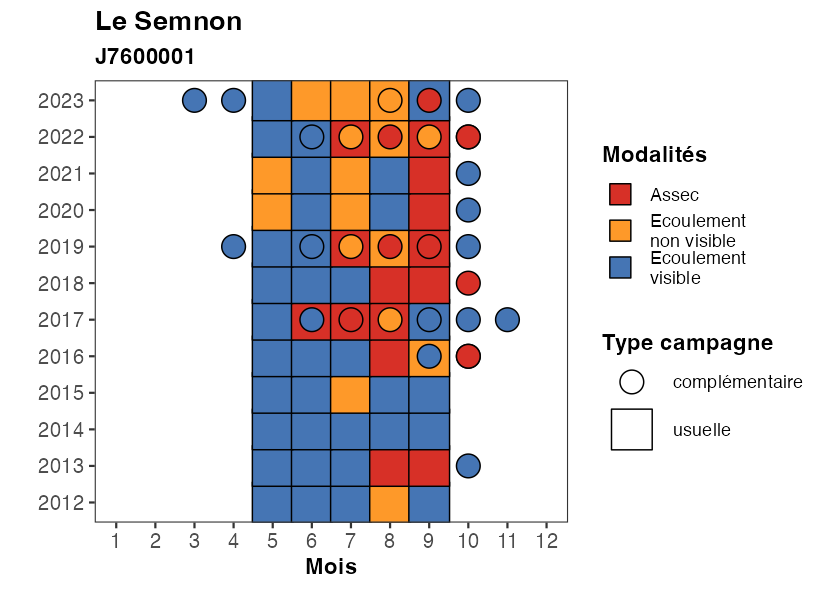 Le Semnon
J7600001
2023
2022
2021
2020
2019
2018
2017
2016
2015
2014
2013
2012
1 2 3 4 5 6 7 8 9 10 11 12
Mois
Modalités
Assec
Ecoulement
non visible
Ecoulement
visible
Type campagne
complémentaire
usuelle